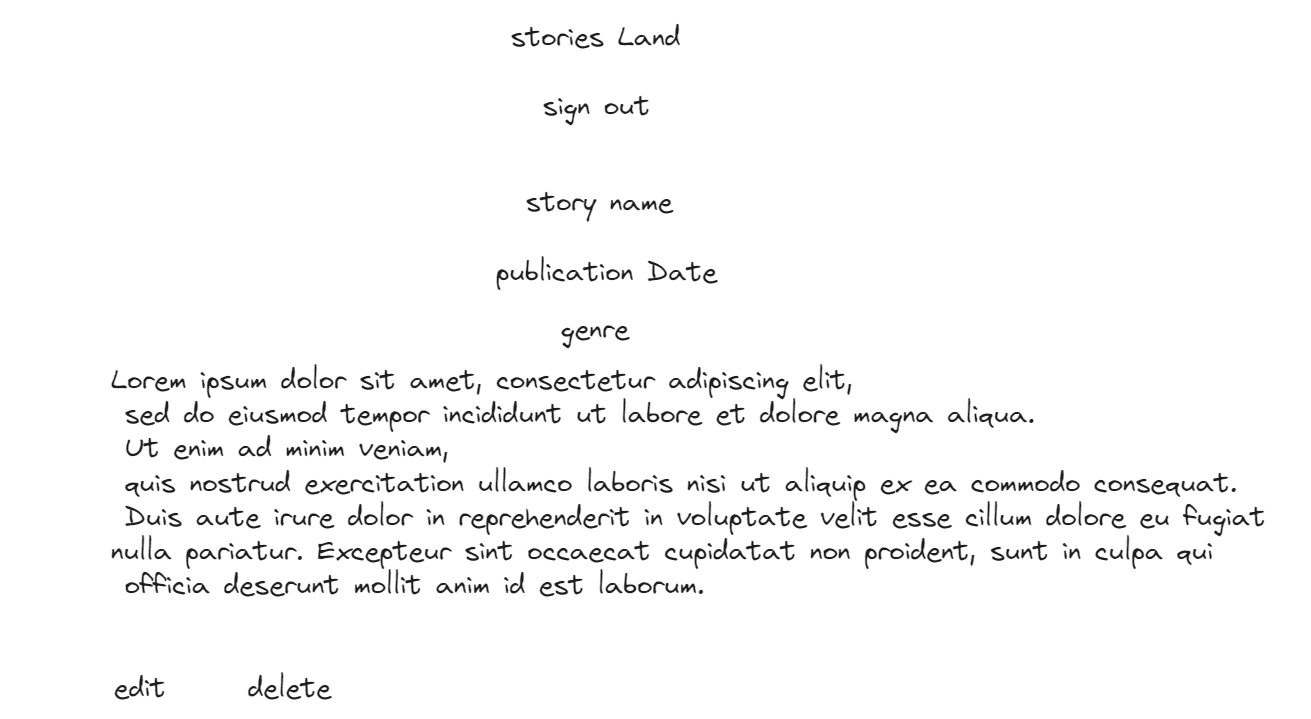 stories Land
sign out
story name
publication Date
genre
Lorem ipsum dolor sit amet, consectetur adipiscing elit,
sed do eiusmod tempor incididunt ut labore et dolore magna aliqua.
Ut enim ad minim veniam,
quis nostrud exercitation ullamco laboris nisi ut aliquip ex ea commodo consequat.
Duis aute irure dolor in reprehenderit in voluptate velit esse cillum dolore eu fugiat
nulla pariatur. Excepteur sint occaecat cupidatat non proident, sunt in culpa qui
officia deserunt mollit anim id est laborum.
edit delete